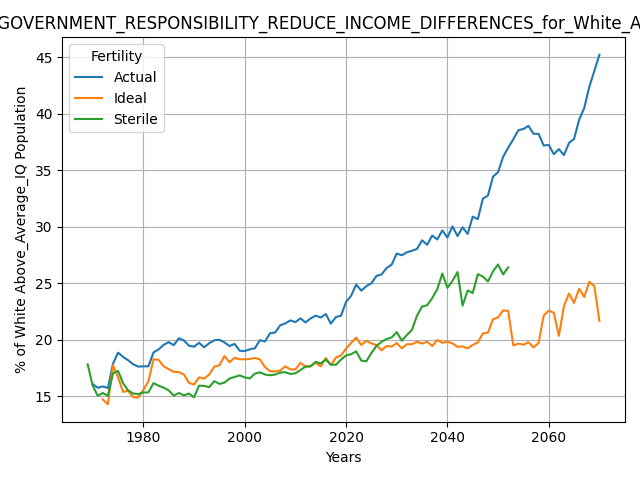 GOVERNMENT_RESPONSIBILITY_REDUCE_INCOME_DIFFERENCES_for_White_A
Fertility
Actual
Ideal
Sterile
% of White Above_Average_IQ Population
45
40
35
30
25
20
15
1980
2000
2020
2040
2060
Years